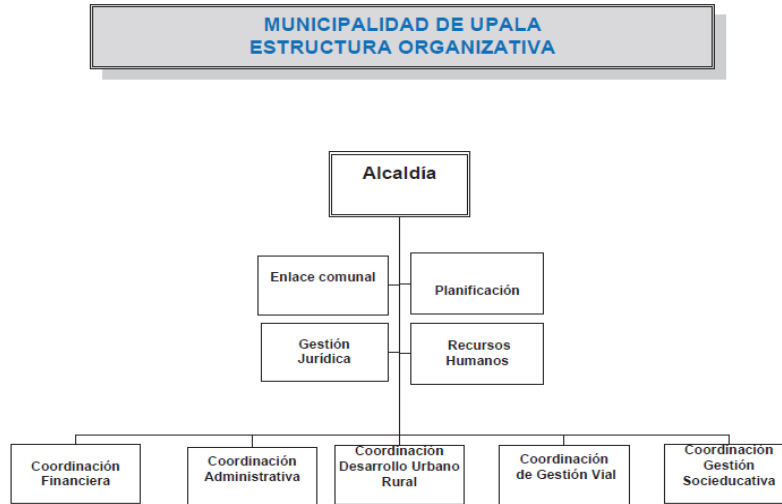 MUNICIPALIDAD DE UPALA
ESTRUCTURA ORGANIZATIVA
Alcaldía
Enlace comunal
Planificación
Gestión
Jurídica
Recursos
Humanos
Coordinación
Financiera
Coordinación
Administrativa
Coordinación
Desarrollo Urbano
Rural
Coordinación
de Gestión Vial
Coordinación
Gestión
Socieducativa